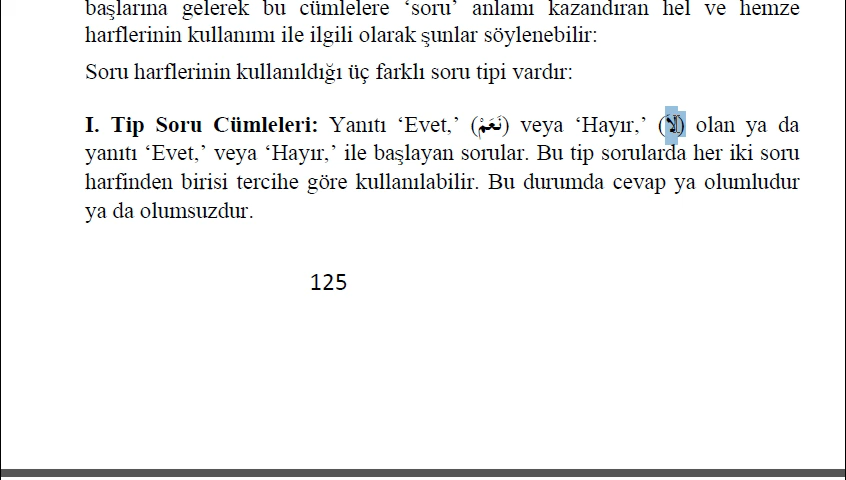 başlarına gelerek bu cümlelere ‘soru’ anlamı kazandıran hel ve hemze
harflerinin kullanımı ile ilgili olarak şunlar söylenebilir:
Soru harflerinin kullanıldığı üç farklı soru tipi vardır:
I. Tip Soru Cümleleri: Yanıtı ‘Evet,’ (نَعَمْ) veya ‘Hayır,’ (لَا) olan ya da
yanıtı ‘Evet,’ veya ‘Hayır,’ ile başlayan sorular. Bu tip sorularda her iki soru
harfinden birisi tercihe göre kullanılabilir. Bu durumda cevap ya olumludur
ya da olumsuzdur.
125